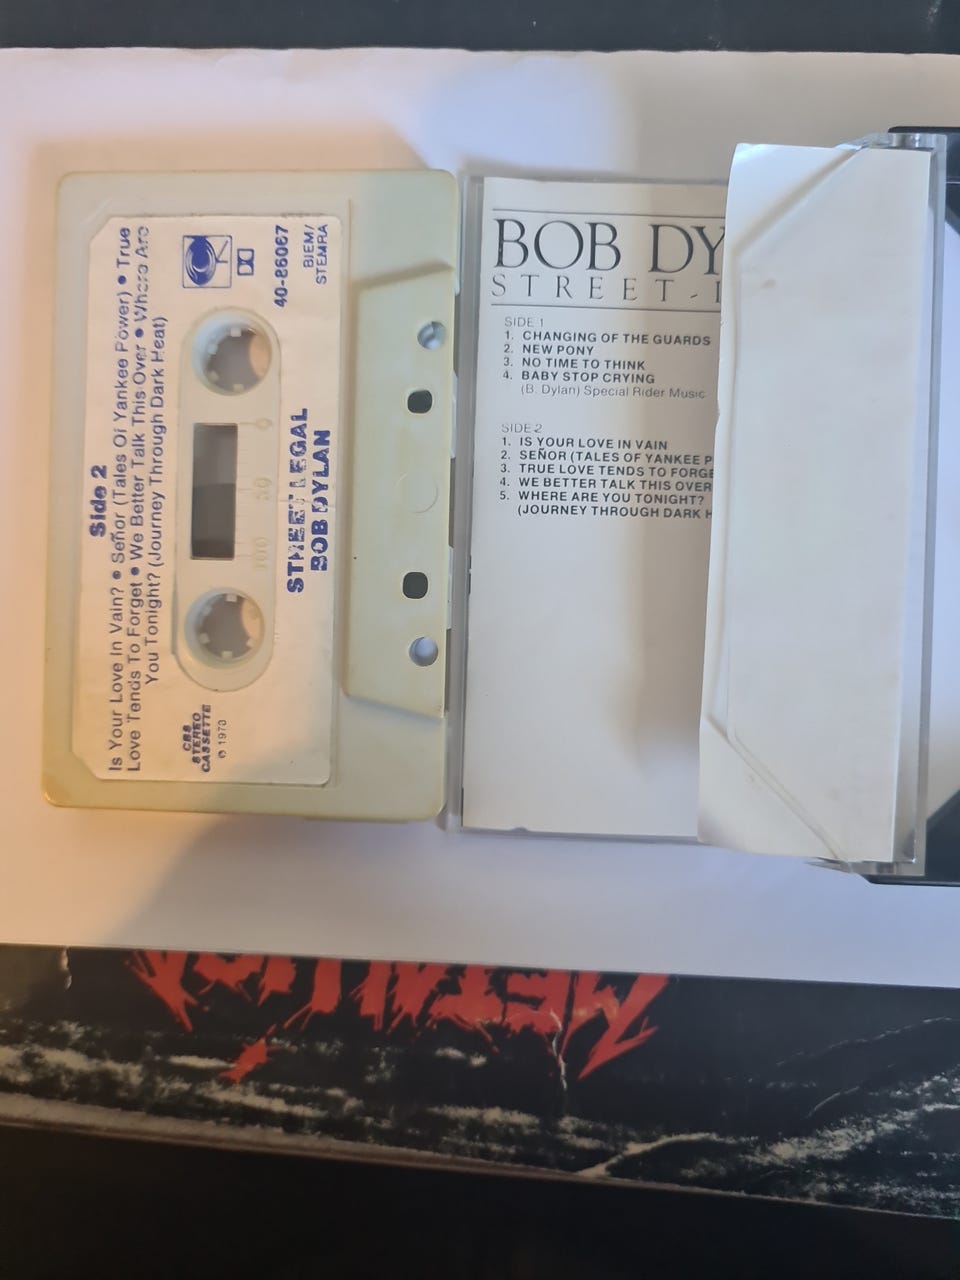 Side 2
Is Your Love In Vain? • Señor (Tales Of Yankee Power) • True
Love Tends To Forget • We Better Talk This Over • Where Are
You Tonight? (Journey Through Dark Heat)
CBS
STEREO
CASSETTE
40-86067
BIEM/
STEMRA
STREET LEGAL
BOB DYLAN
BOB DY
STREET-L
SIDE 1
1. CHANGING OF THE GUARDS
2. NEW PONY
3. NO TIME TO THINK
4. BABY STOP CRYING
(B. Dylan) Special Rider Music
SIDE 2
1. IS YOUR LOVE IN VAIN
2. SEÑOR (TALES OF YANKEE P
3. TRUE LOVE TENDS TO FORGE
4. WE BETTER TALK THIS OVER
5. WHERE ARE YOU TONIGHT?
(JOURNEY THROUGH DARK H